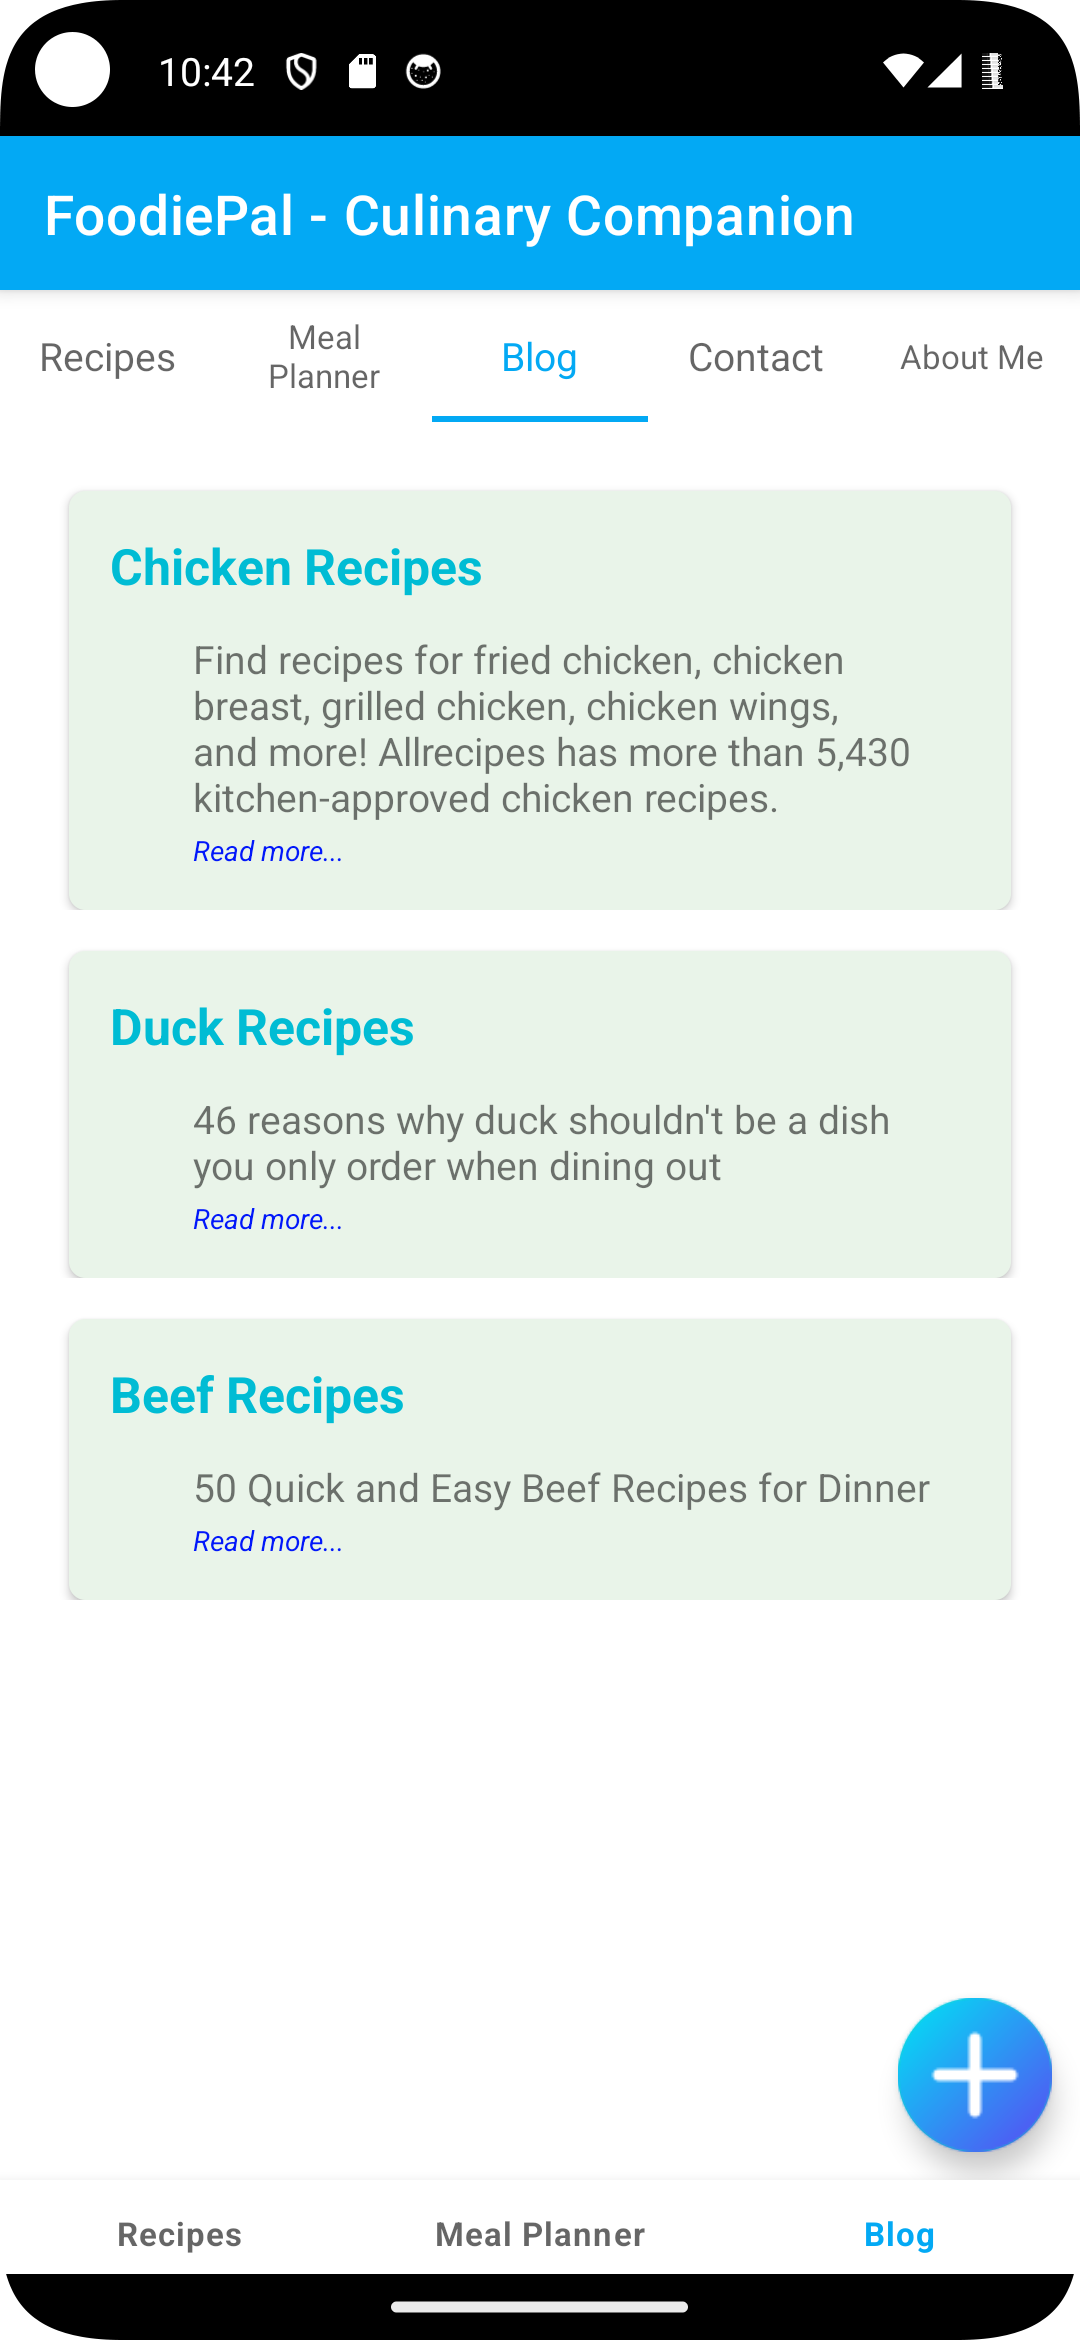 10:42
FoodiePal - Culinary Companion
Recipes
Meal
Planner
Blog
Contact
About Me
Chicken Recipes
Find recipes for fried chicken, chicken
breast, grilled chicken, chicken wings,
and more! Allrecipes has more than 5,430
kitchen-approved chicken recipes.
Read more...
Duck Recipes
46 reasons why duck shouldn't be a dish
you only order when dining out
Read more...
Beef Recipes
50 Quick and Easy Beef Recipes for Dinner
Read more...
Recipes
Meal Planner
Blog